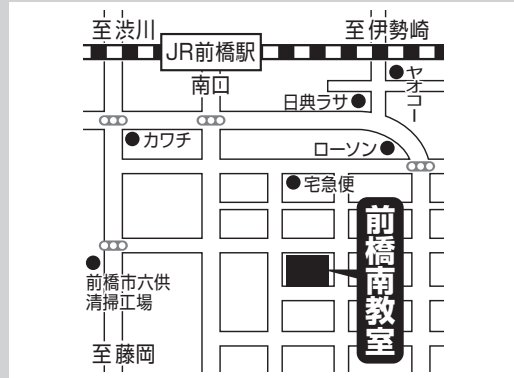 至渋川
至伊勢崎
JR前橋駅
南口
ヤオコー
日典ラサ
カワチ
ローソン
宅急便
前橋南教室
前橋市六供
清掃工場
至藤岡